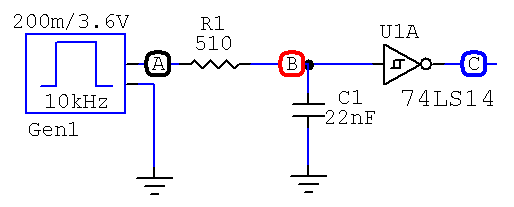 200m/3.6V
10kHz
Gen1
A
R1
510
B
C1
22nF
U1A
74LS14
C